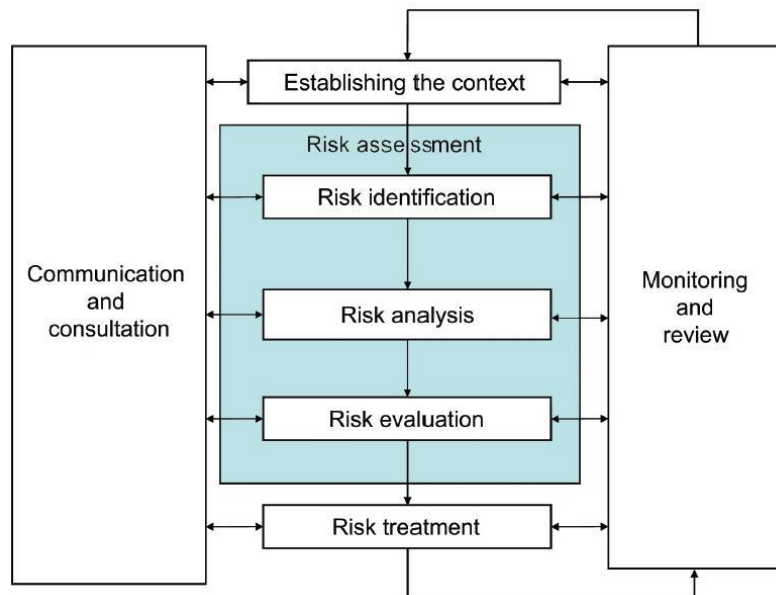 Establishing the context
Risk assessment
Risk identification
Communication
and
consultation
Risk analysis
Monitoring
and
review
Risk evaluation
Risk treatment